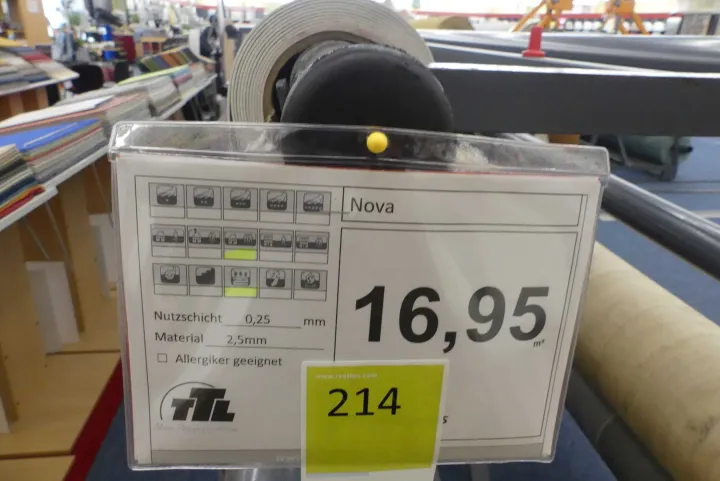 Nova
16,95
m²
Nutzschicht 0,25 mm
Material 2,5mm
Allergiker geeignet
TTL
214